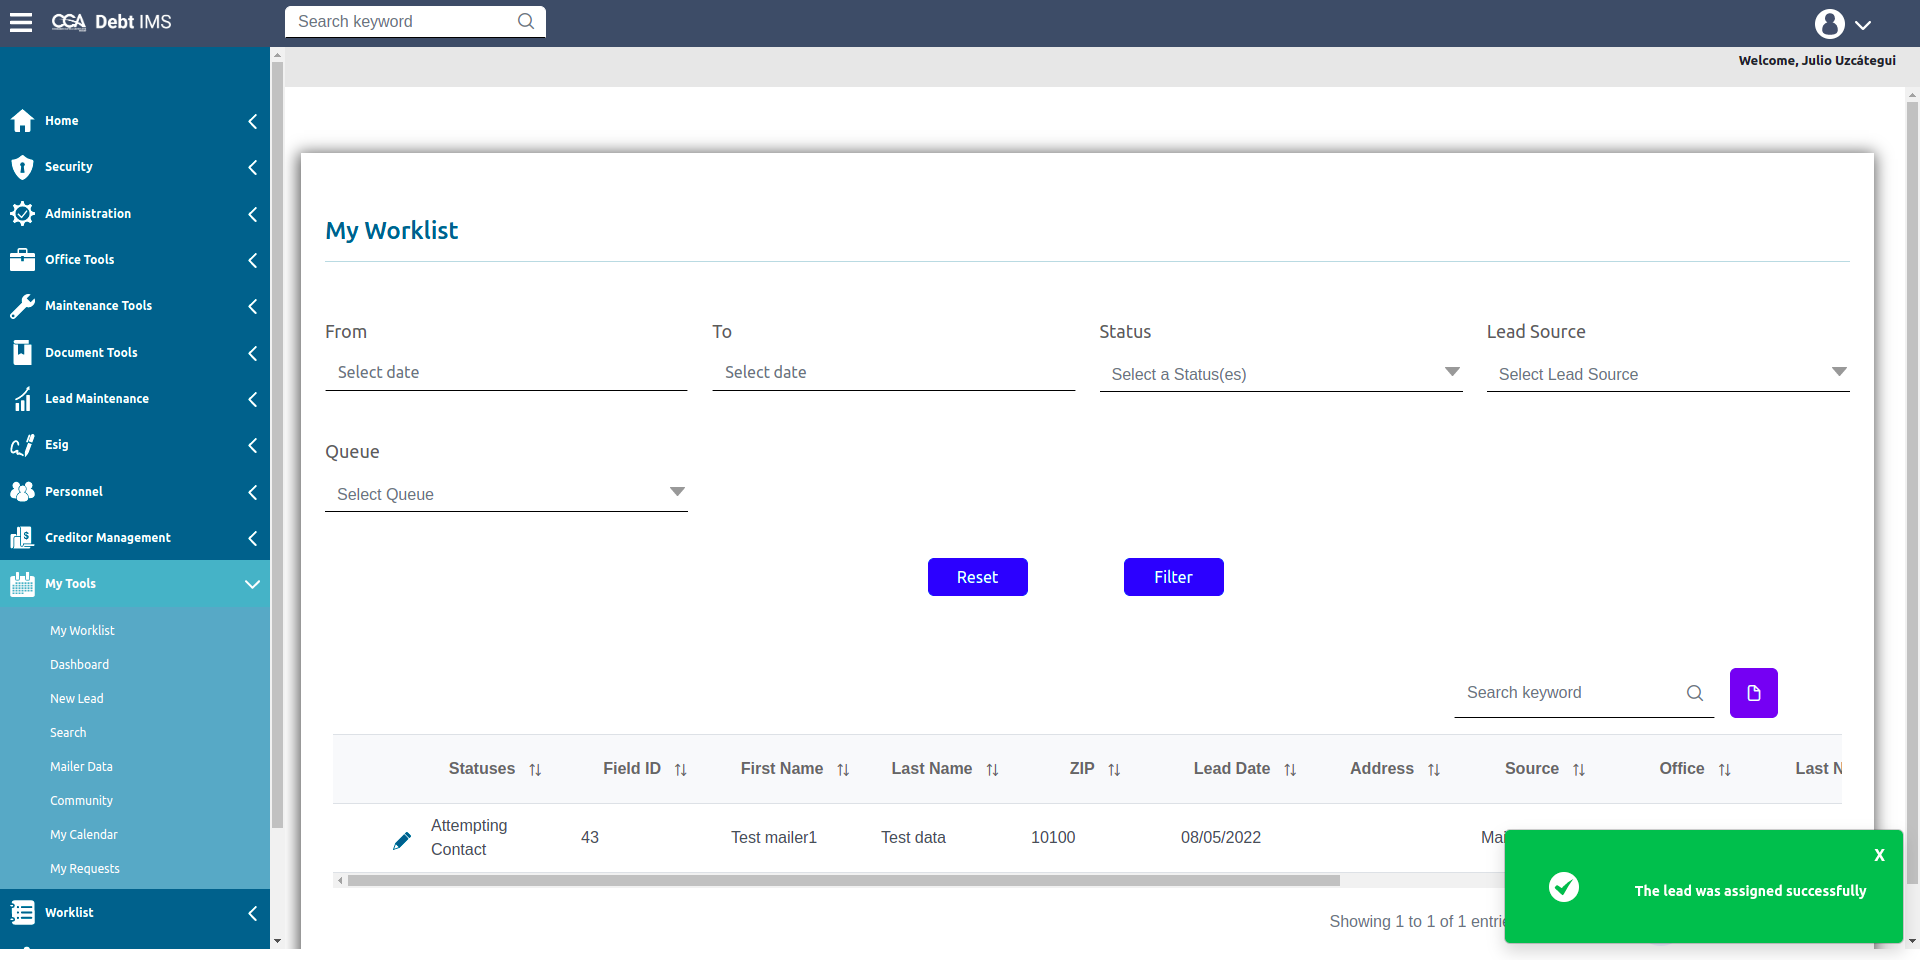 CGA Debt IMS
Search keyword
Welcome, Julio Uzcátegui
Home
Security
Administration
Office Tools
Maintenance Tools
Document Tools
Lead Maintenance
Esig
Personnel
Creditor Management
My Tools
My Worklist
Dashboard
New Lead
Search
Mailer Data
Community
My Calendar
My Requests
Worklist
My Worklist
From To Status Lead Source
Select date Select date Select a Status(es) Select Lead Source
Queue
Select Queue
Reset Filter
Search keyword
Statuses Field ID First Name Last Name ZIP Lead Date Address Source Office Last N
Attempting Contact 43 Test mailer1 Test data 10100 08/05/2022 Mai
Showing 1 to 1 of 1 entrie
X
The lead was assigned successfully